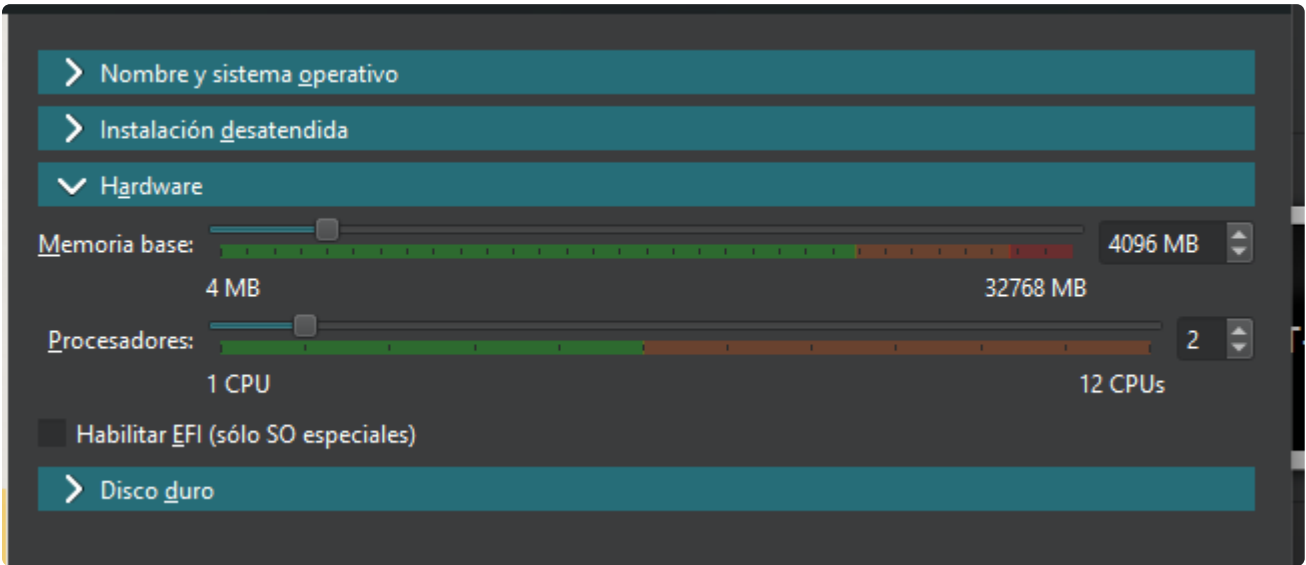 Nombre y sistema operativo
Instalación desatendida
Hardware
Memoria base: 4096 MB
4 MB 32768 MB
Procesadores: 2
1 CPU 12 CPUs
Habilitar EFI (sólo SO especiales)
Disco duro